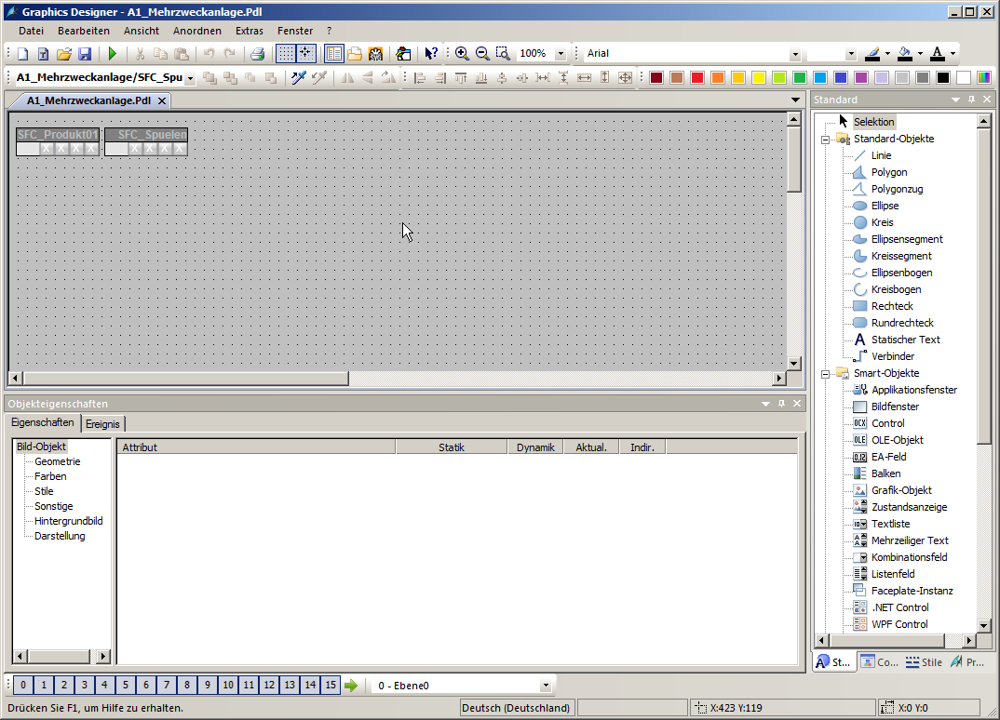 Graphics Designer - A1_Mehrzweckanlage.Pdl
Datei Bearbeiten Ansicht Anordnen Extras Fenster ?
100% Arial
A1_Mehrzweckanlage/SFC_Spu
A1_Mehrzweckanlage.Pdl
SFC_Produkt01 SFC_Spuelen
X X X X X X X X
Standard
Selektion
Standard-Objekte
Linie
Polygon
Polygonzug
Ellipse
Kreis
Ellipsensegment
Kreissegment
Ellipsenbogen
Kreisbogen
Rechteck
Rundrechteck
A Statischer Text
Verbinder
Smart-Objekte
Applikationsfenster
Bildfenster
OCX Control
OLE OLE-Objekt
0.12 EA-Feld
Balken
Grafik-Objekt
Zustandsanzeige
Textliste
Mehrzeiliger Text
Kombinationsfeld
Listenfeld
Faceplate-Instanz
.NET Control
WPF Control
St... Co... Stile Pr...
Objekteigenschaften
Eigenschaften Ereignis
Bild-Objekt
Geometrie
Farben
Stile
Sonstige
Hintergrundbild
Darstellung
Attribut Statik Dynamik Aktual. Indir.
0 1 2 3 4 5 6 7 8 9 10 11 12 13 14 15 0 - Ebene0
Drücken Sie F1, um Hilfe zu erhalten. Deutsch (Deutschland) X:423 Y:119 X:0 Y:0